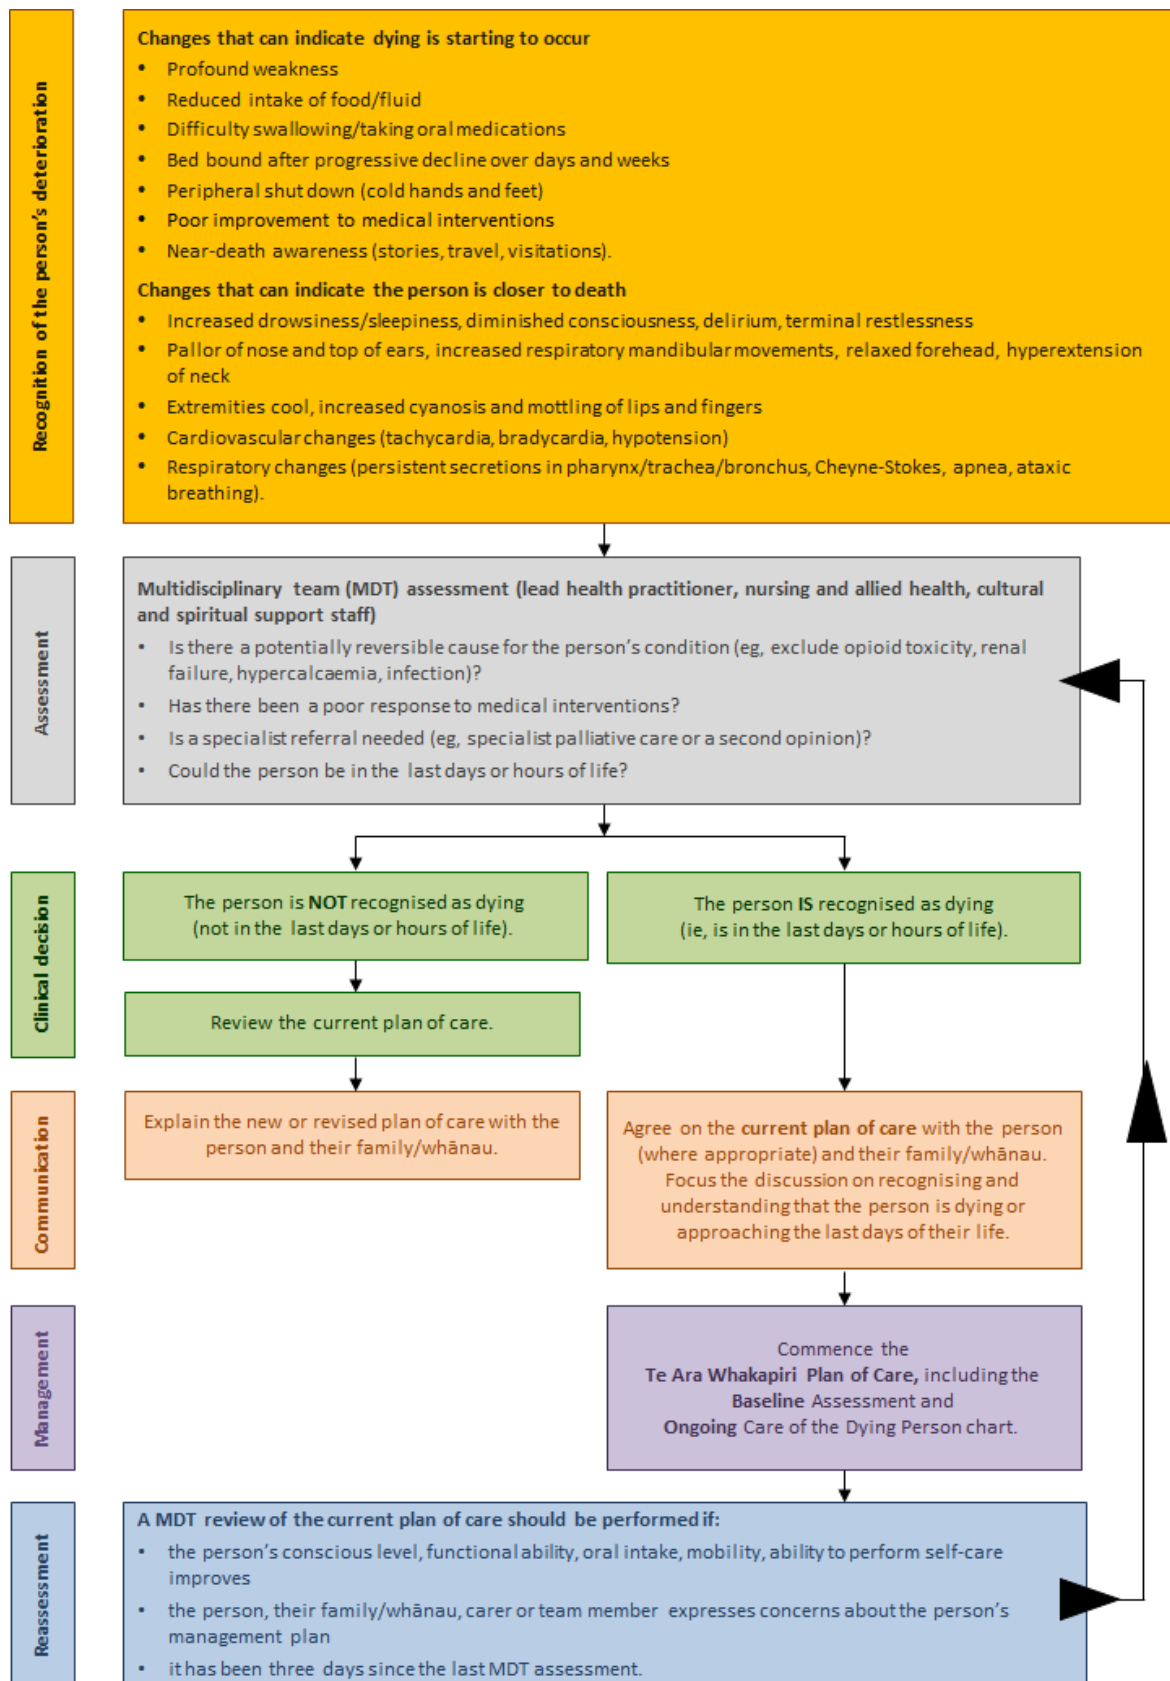 Recognition of the person's deterioration
Changes that can indicate dying is starting to occur
• Profound weakness
• Reduced intake of food/fluid
• Difficulty swallowing/taking oral medications
• Bed bound after progressive decline over days and weeks
• Peripheral shut down (cold hands and feet)
• Poor improvement to medical interventions
• Near-death awareness (stories, travel, visitations).
Changes that can indicate the person is closer to death
• Increased drowsiness/sleepiness, diminished consciousness, delirium, terminal restlessness
• Pallor of nose and top of ears, increased respiratory mandibular movements, relaxed forehead, hyperextension
of neck
• Extremities cool, increased cyanosis and mottling of lips and fingers
• Cardiovascular changes (tachycardia, bradycardia, hypotension)
• Respiratory changes (persistent secretions in pharynx/trachea/bronchus, Cheyne-Stokes, apnea, ataxic
breathing).
Assessment
Multidisciplinary team (MDT) assessment (lead health practitioner, nursing and allied health, cultural
and spiritual support staff)
• Is there a potentially reversible cause for the person's condition (eg, exclude opioid toxicity, renal
failure, hypercalcaemia, infection)?
• Has there been a poor response to medical interventions?
• Is a specialist referral needed (eg, specialist palliative care or a second opinion)?
• Could the person be in the last days or hours of life?
Clinical decision
The person is NOT recognised as dying
(not in the last days or hours of life).
The person IS recognised as dying
(ie, is in the last days or hours of life).
Review the current plan of care.
Communication
Explain the new or revised plan of care with the
person and their family/whānau.
Agree on the current plan of care with the person
(where appropriate) and their family/whānau.
Focus the discussion on recognising and
understanding that the person is dying or
approaching the last days of their life.
Management
Commence the
Te Ara Whakapiri Plan of Care, including the
Baseline Assessment and
Ongoing Care of the Dying Person chart.
Reassessment
A MDT review of the current plan of care should be performed if:
• the person's conscious level, functional ability, oral intake, mobility, ability to perform self-care
improves
• the person, their family/whānau, carer or team member expresses concerns about the person's
management plan
• it has been three days since the last MDT assessment.